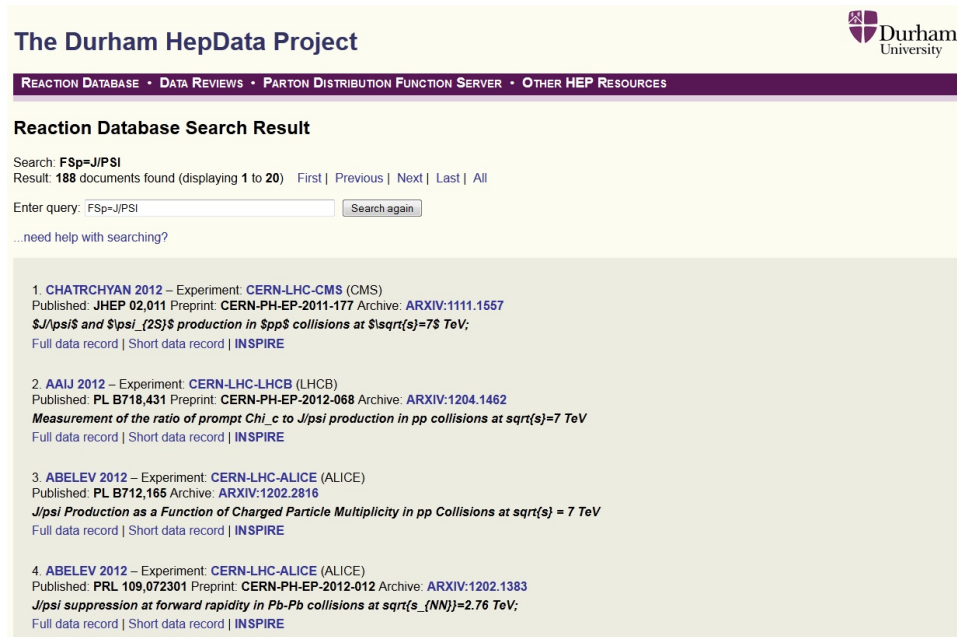 The Durham HepData Project
Durham
University
REACTION DATABASE • DATA REVIEWS • PARTON DISTRIBUTION FUNCTION SERVER • OTHER HEP RESOURCES
Reaction Database Search Result
Search: FSp=J/PSI
Result: 188 documents found (displaying 1 to 20) First | Previous | Next | Last | All
Enter query: FSp=J/PSI Search again
...need help with searching?
1. CHATRCHYAN 2012 – Experiment: CERN-LHC-CMS (CMS)
Published: JHEP 02,011 Preprint: CERN-PH-EP-2011-177 Archive: ARXIV:1111.1557
$J/\psi$ and $\psi_{2S}$ production in $pp$ collisions at $\sqrt{s}=7$ TeV;
Full data record | Short data record | INSPIRE
2. AAIJ 2012 – Experiment: CERN-LHC-LHCB (LHCB)
Published: PL B718,431 Preprint: CERN-PH-EP-2012-068 Archive: ARXIV:1204.1462
Measurement of the ratio of prompt Chi_c to J/psi production in pp collisions at sqrt{s}=7 TeV
Full data record | Short data record | INSPIRE
3. ABELEV 2012 – Experiment: CERN-LHC-ALICE (ALICE)
Published: PL B712,165 Archive: ARXIV:1202.2816
J/psi Production as a Function of Charged Particle Multiplicity in pp Collisions at sqrt{s} = 7 TeV
Full data record | Short data record | INSPIRE
4. ABELEV 2012 – Experiment: CERN-LHC-ALICE (ALICE)
Published: PRL 109,072301 Preprint: CERN-PH-EP-2012-012 Archive: ARXIV:1202.1383
J/psi suppression at forward rapidity in Pb-Pb collisions at sqrt{s_{NN}}=2.76 TeV;
Full data record | Short data record | INSPIRE